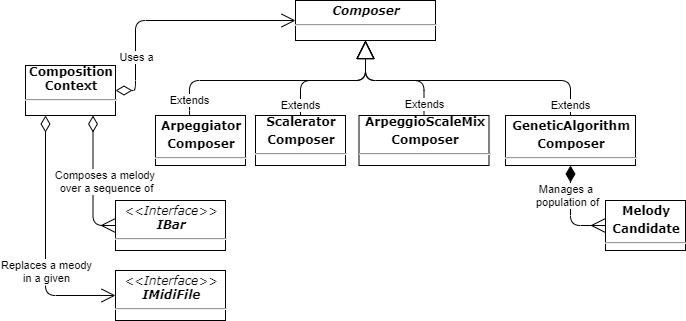 Composer
Uses a
Composition
Context
Extends
Extends
Extends
Extends
Arpeggiator
Composer
Scalerator
Composer
ArpeggioScaleMix
Composer
GeneticAlgorithm
Composer
Composes a melody
over a sequence of
Manages a
population of
<<Interface>>
IBar
Melody
Candidate
Replaces a meody
in a given
<<Interface>>
IMidiFile